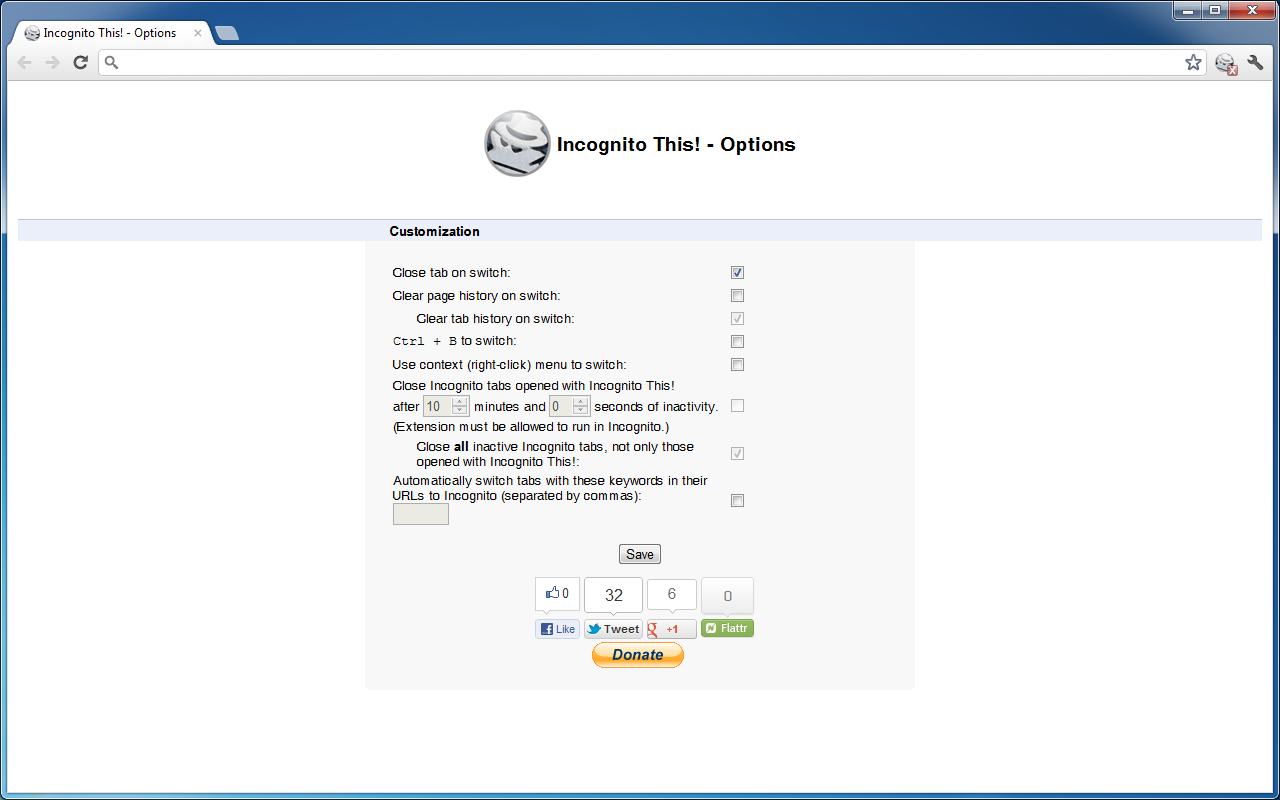 Incognito This! - Options
Incognito This! - Options
Customization
Close tab on switch:
Clear page history on switch:
Clear tab history on switch:
Ctrl + B to switch:
Use context (right-click) menu to switch:
Close Incognito tabs opened with Incognito This!
after 10 minutes and 0 seconds of inactivity.
(Extension must be allowed to run in Incognito.)
Close all inactive Incognito tabs, not only those
opened with Incognito This!:
Automatically switch tabs with these keywords in their
URLs to Incognito (separated by commas):
Save
0 32 6 0
Like Tweet +1 Flattr
Donate